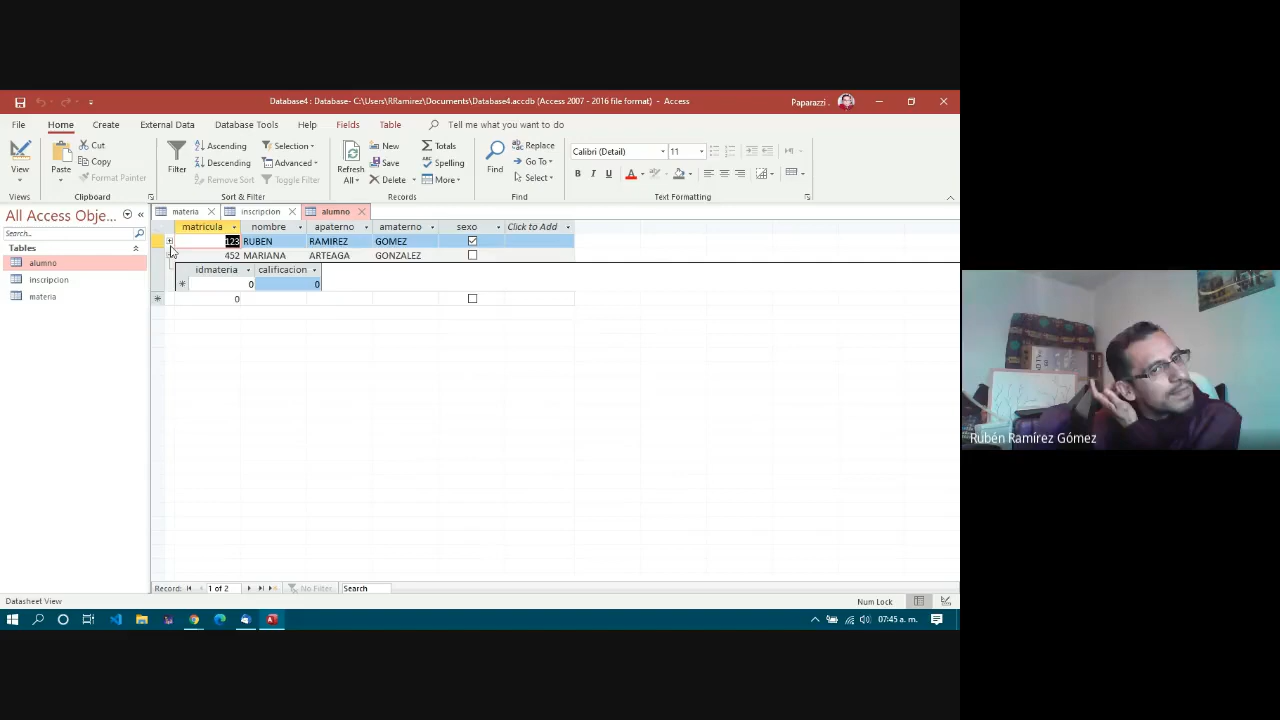 Database4 : Database- C:\Users\RRamirez\Documents\Database4.accdb (Access 2007 - 2016 file format) - Access
Paparazzi .
File Home Create External Data Database Tools Help Fields Table Tell me what you want to do
View
Views
Paste
Cut
Copy
Format Painter
Clipboard
Filter
Ascending
Descending
Remove Sort
Selection
Advanced
Toggle Filter
Sort & Filter
Refresh
All
New
Save
Delete
Totals
Spelling
More
Records
Find
Replace
Go To
Select
Find
Calibri (Detail) 11
B I U
Text Formatting
All Access Obje...
Search...
Tables
alumno
inscripcion
materia
materia inscripcion alumno
matricula nombre apaterno amaterno sexo Click to Add
123 RUBEN RAMIREZ GOMEZ
452 MARIANA ARTEAGA GONZALEZ
idmateria calificacion
0 0
0
Record: 1 of 2 No Filter Search
Datasheet View
Num Lock
07:45 a. m.
Rubén Ramírez Gómez